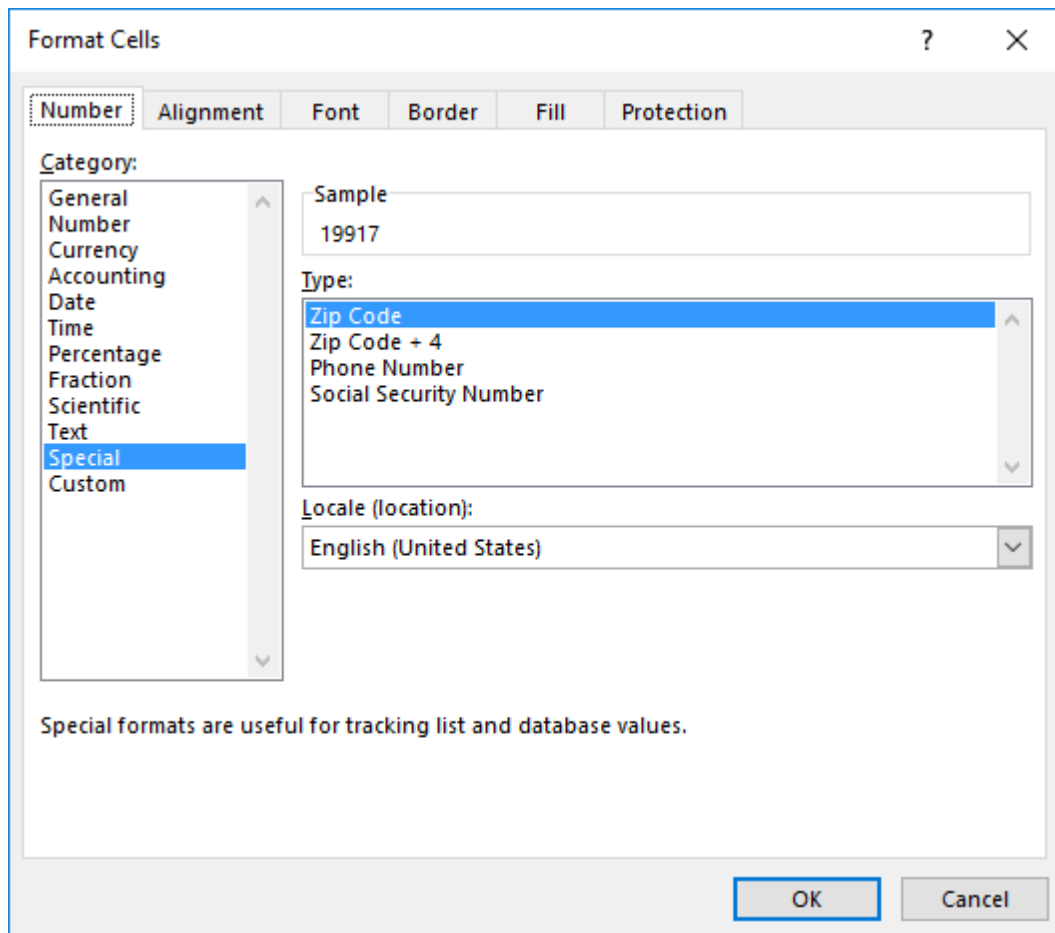 Format Cells ?
Number Alignment Font Border Fill Protection
Category:
General
Number
Currency
Accounting
Date
Time
Percentage
Fraction
Scientific
Text
Special
Custom
Sample
19917
Type:
Zip Code
Zip Code + 4
Phone Number
Social Security Number
Locale (location):
English (United States)
Special formats are useful for tracking list and database values.
OK Cancel